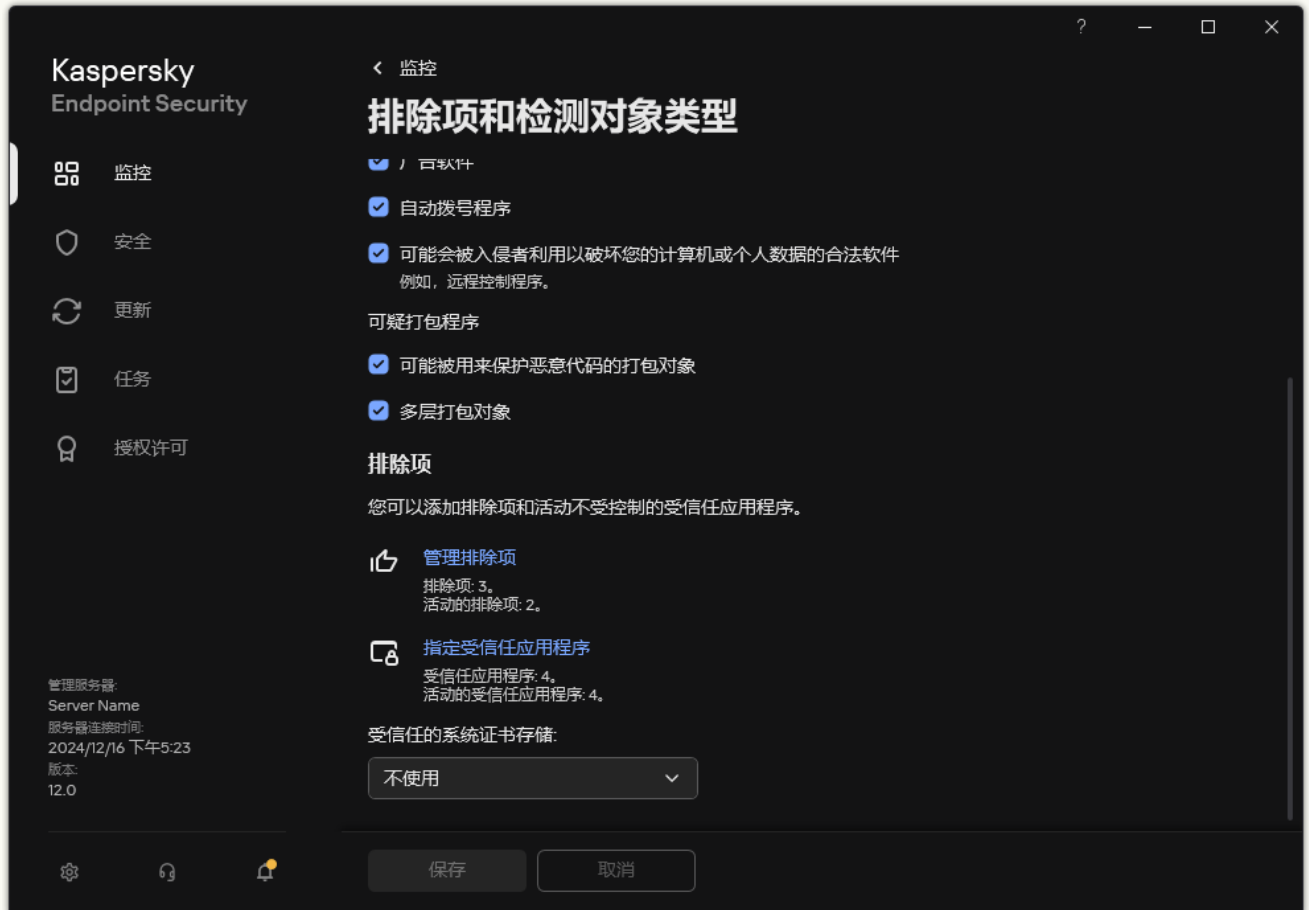 ?
Kaspersky
Endpoint Security
监控
安全
更新
任务
授权许可
管理服务器:
Server Name
服务器连接时间:
2024/12/16 下午5:23
版本:
12.0
监控
排除项和检测对象类型
广告软件
自动拨号程序
可能会被入侵者利用以破坏您的计算机或个人数据的合法软件
例如，远程控制程序。
可疑打包程序
可能被用来保护恶意代码的打包对象
多层打包对象
排除项
您可以添加排除项和活动不受控制的受信任应用程序。
管理排除项
排除项: 3。
活动的排除项: 2。
指定受信任应用程序
受信任应用程序: 4。
活动的受信任应用程序: 4。
受信任的系统证书存储:
不使用
保存
取消